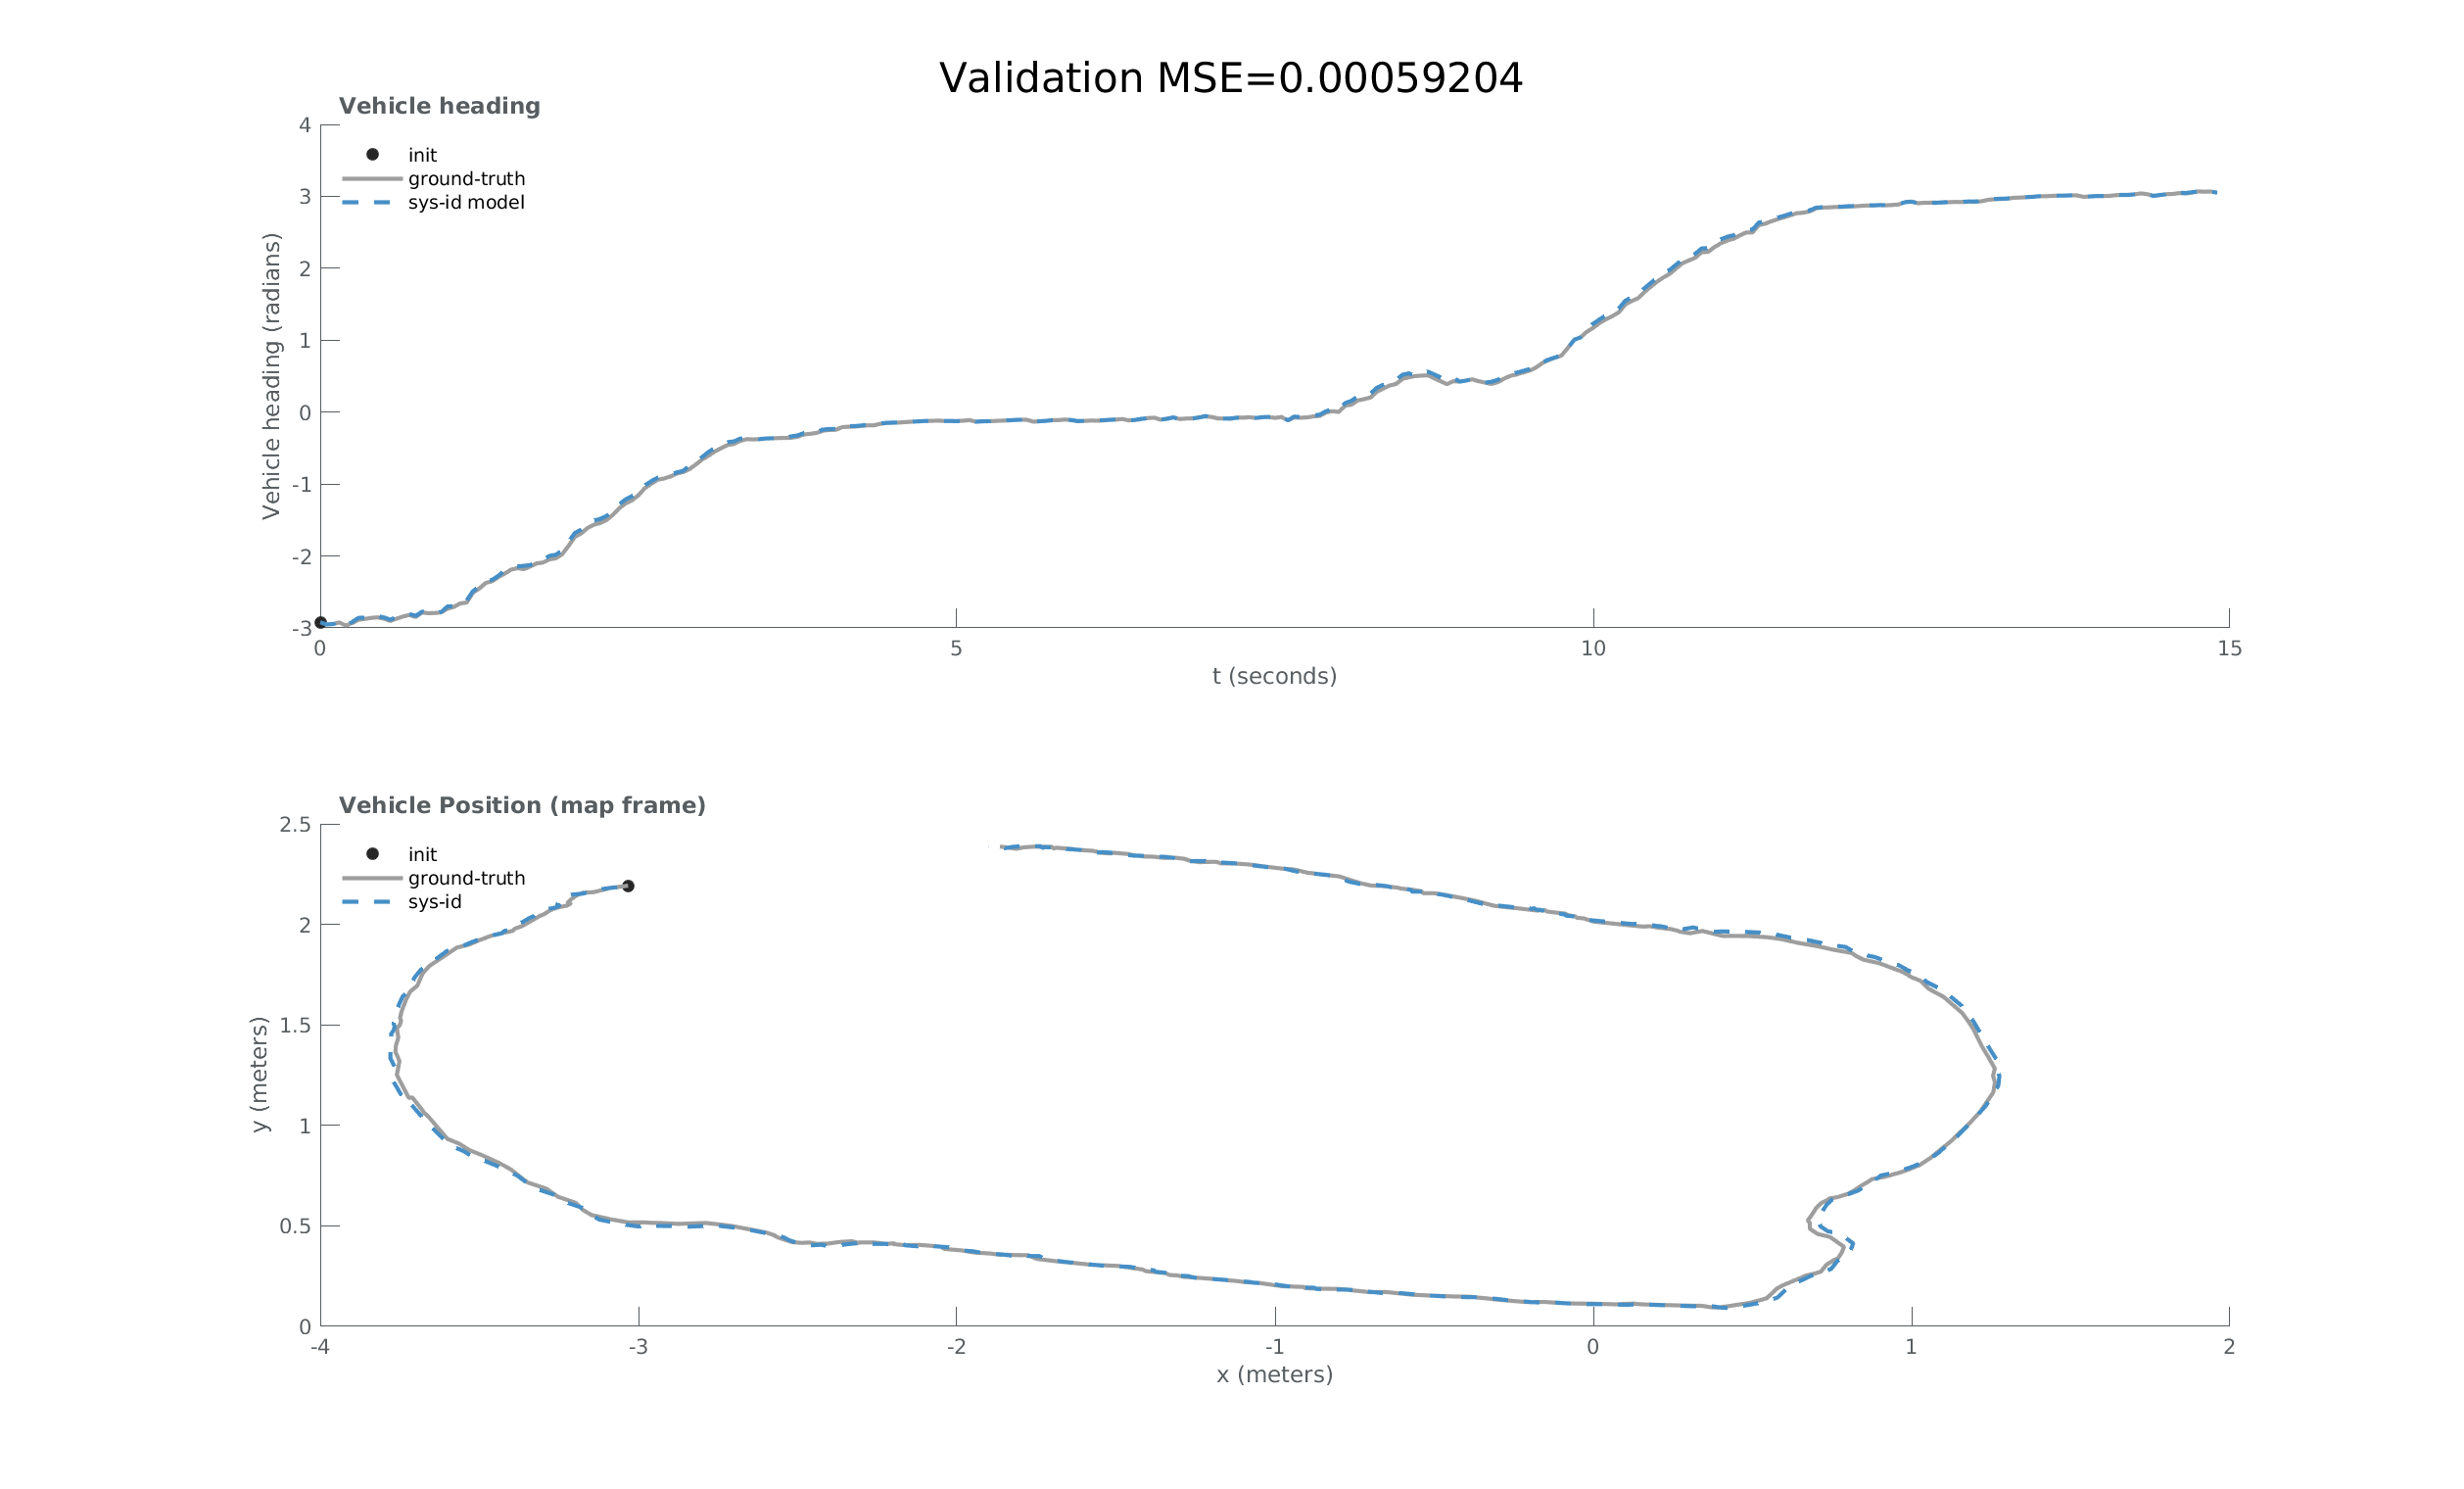 Validation MSE=0.00059204
Vehicle heading
4
init
ground-truth
sys-id model
3
2
1
0
-1
-2
-3
Vehicle heading (radians)
0 5 10 15
t (seconds)
Vehicle Position (map frame)
2.5
init
ground-truth
sys-id
2
1.5
1
0.5
0
y (meters)
-4 -3 -2 -1 0 1 2
x (meters)